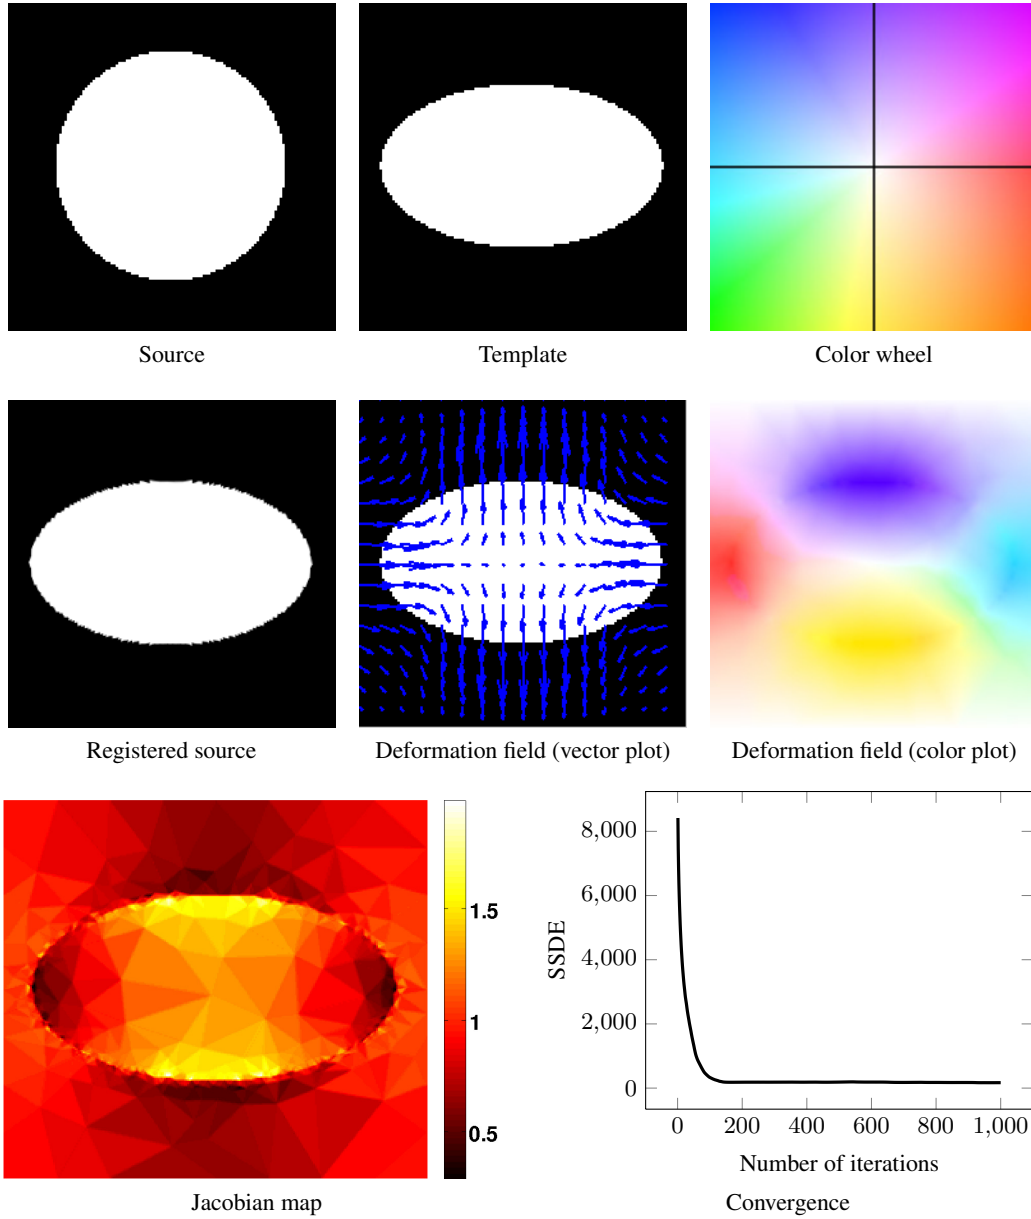 Source
Template
Color wheel
Registered source
Deformation field (vector plot)
Deformation field (color plot)
1.5
1
0.5
Jacobian map
8,000
6,000
4,000
2,000
0
SSDE
0 200 400 600 800 1,000
Number of iterations
Convergence